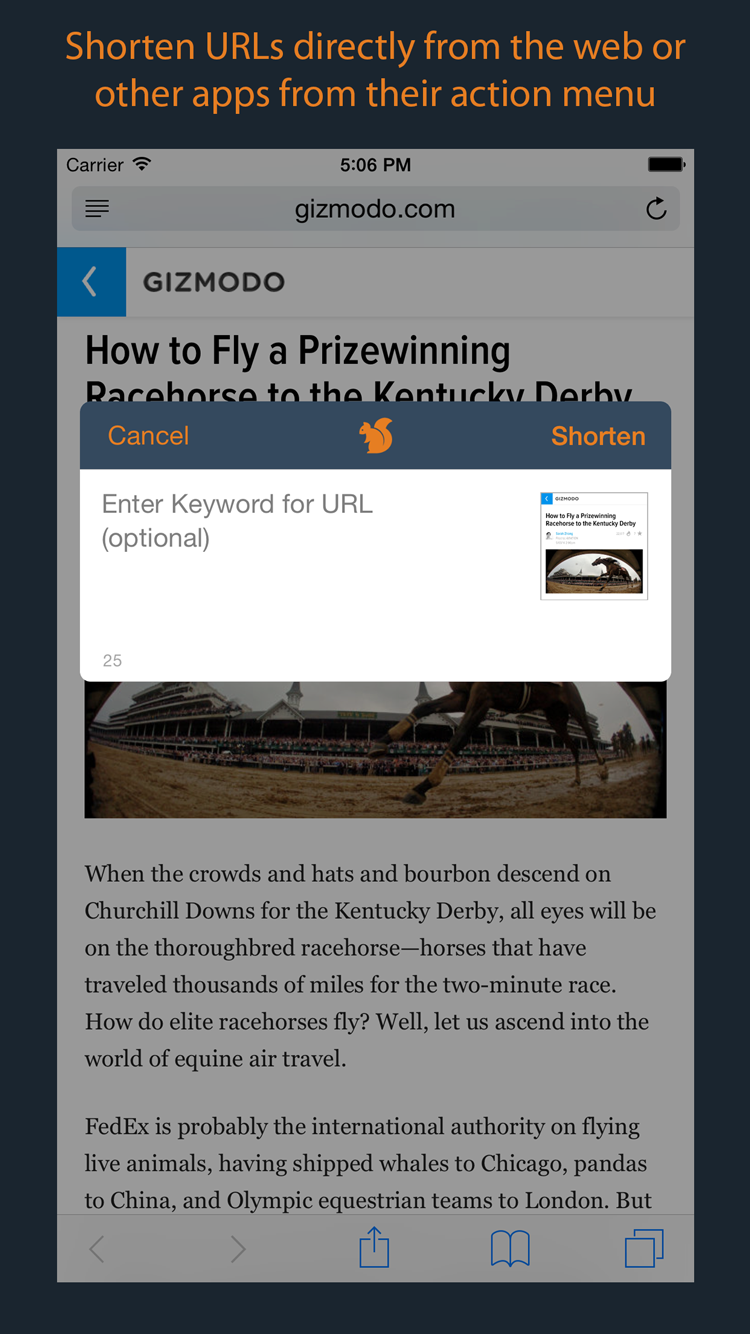 Shorten URLs directly from the web or
other apps from their action menu
Carrier 5:06 PM
gizmodo.com
GIZMODO
How to Fly a Prizewinning
Racehorse to the Kentucky Derby
Cancel Shorten
Enter Keyword for URL
(optional)
GIZMODO
How to Fly a Prizewinning
Racehorse to the Kentucky Derby
25
When the crowds and hats and bourbon descend on
Churchill Downs for the Kentucky Derby, all eyes will be
on the thoroughbred racehorse—horses that have
traveled thousands of miles for the two-minute race.
How do elite racehorses fly? Well, let us ascend into the
world of equine air travel.
FedEx is probably the international authority on flying
live animals, having shipped whales to Chicago, pandas
to China, and Olympic equestrian teams to London. But